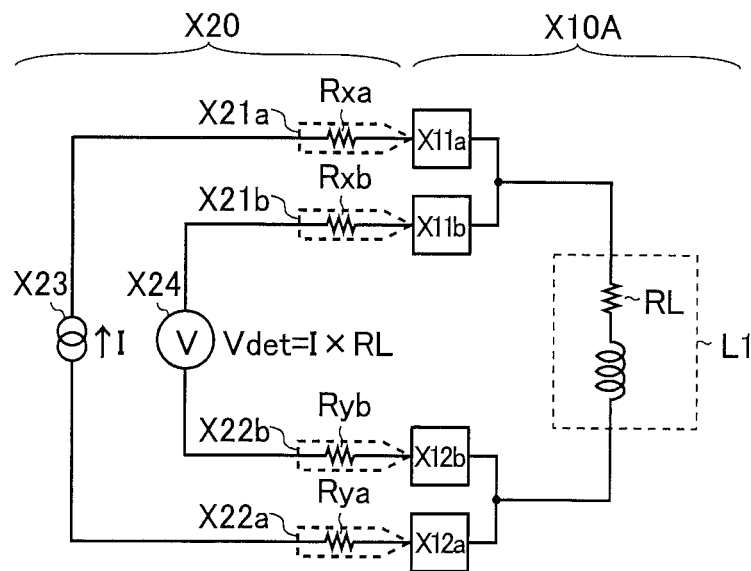 X20
X10A
Rxa
X21a
X11a
Rxb
X21b
X11b
X23
X24
RL
↑I
V
Vdet=I×RL
L1
Ryb
X22b
X12b
Rya
X22a
X12a